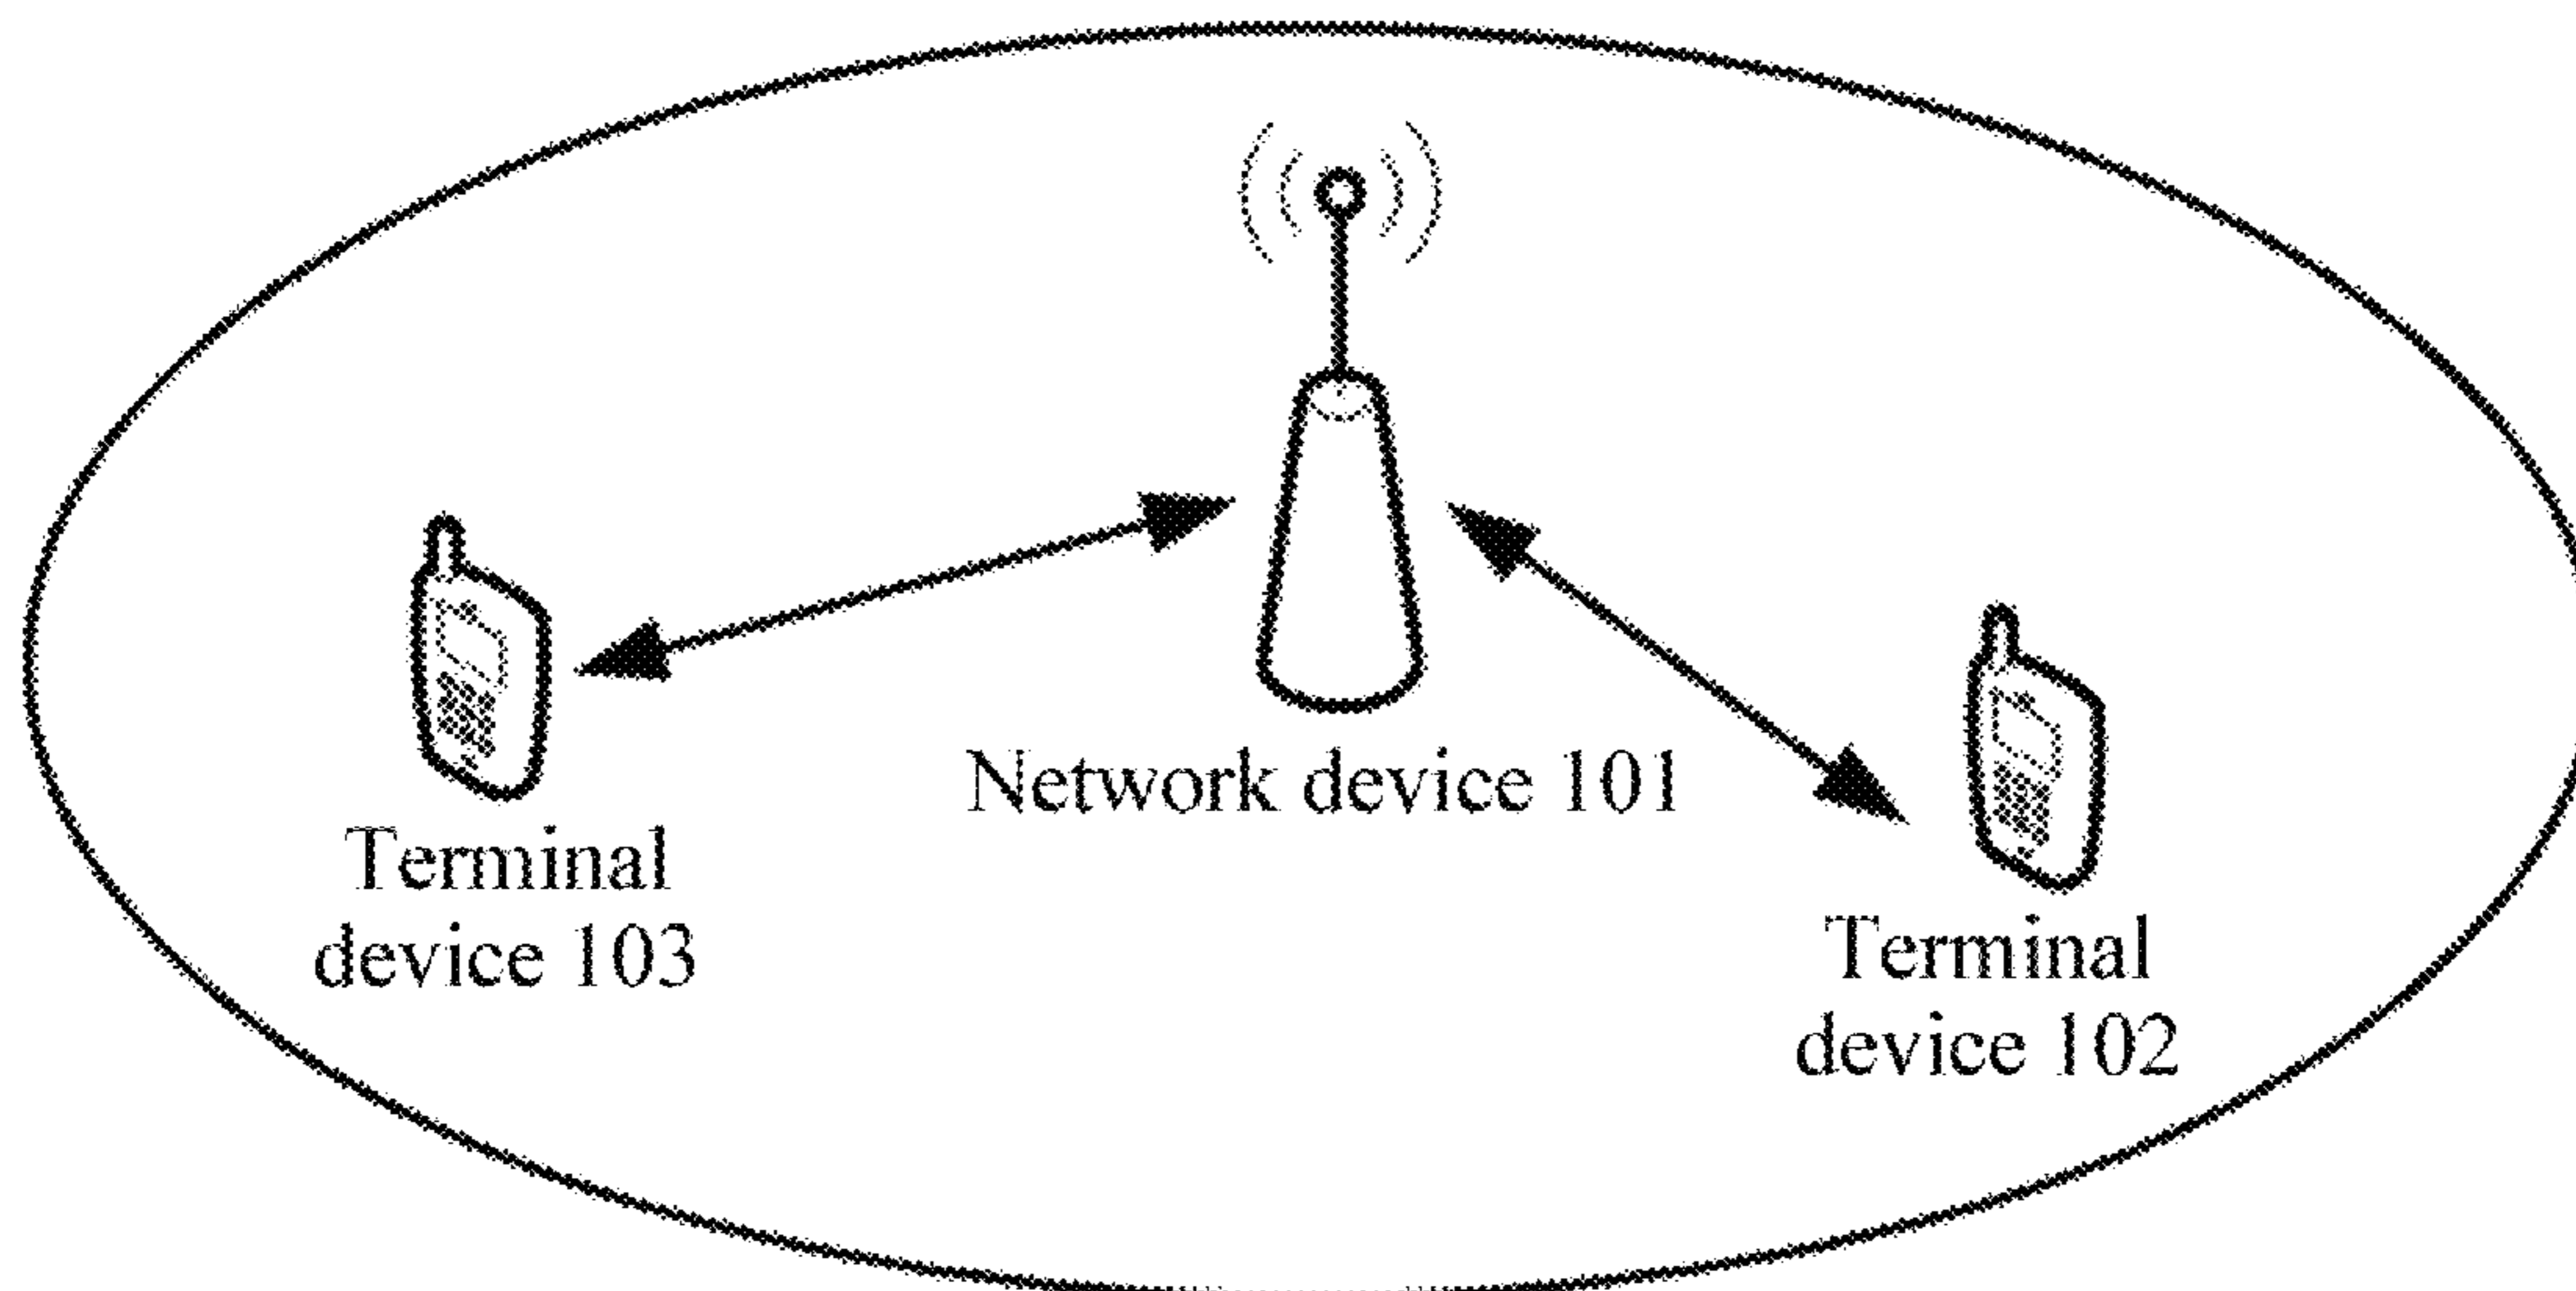 Network device 101
Terminal
device 103
Terminal
device 102